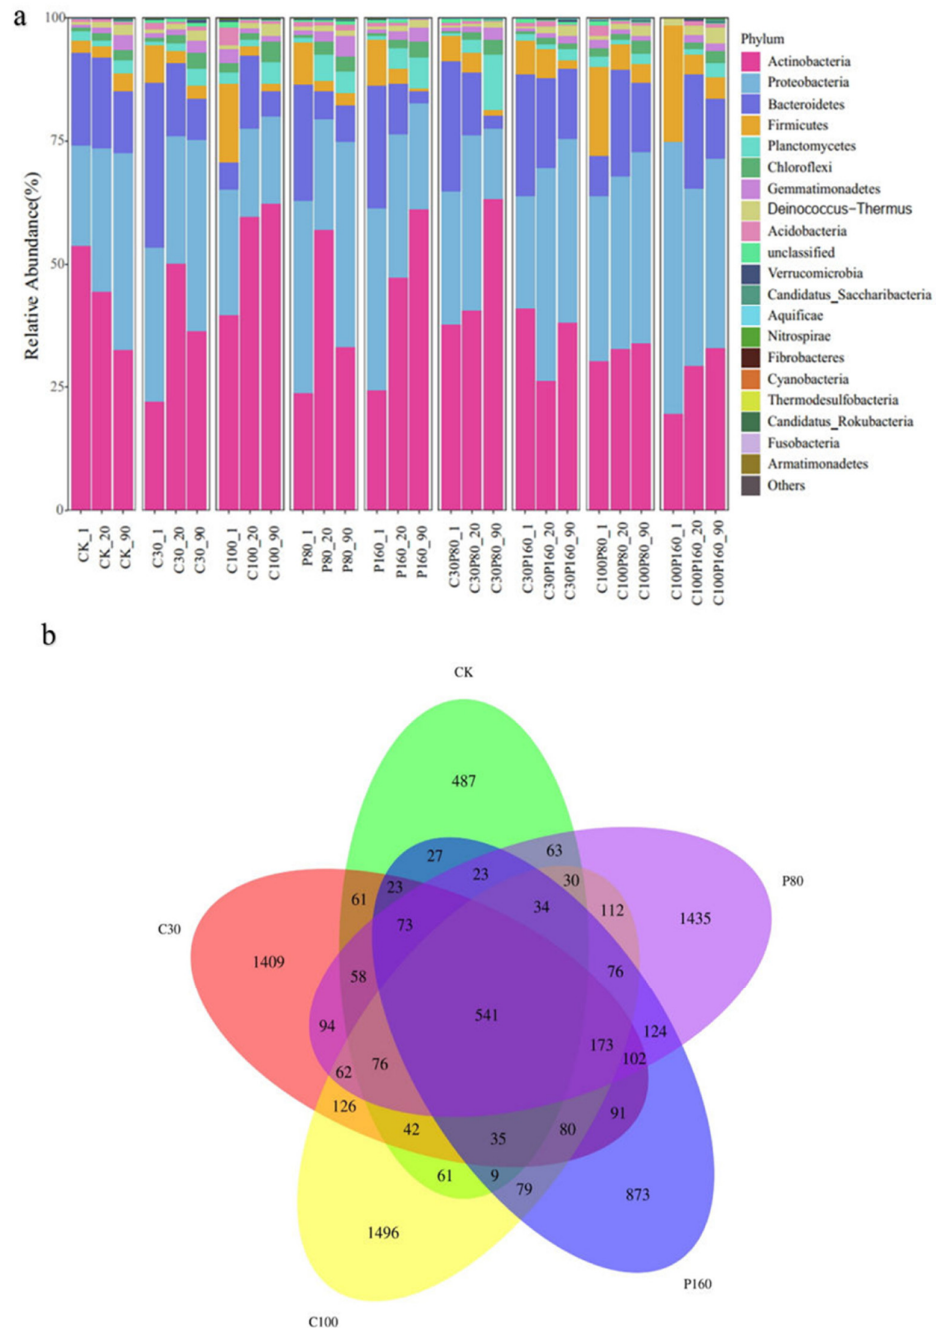 a
100
75
50
25
0
Relative Abundance(%)
Phylum
Actinobacteria
Proteobacteria
Bacteroidetes
Firmicutes
Planctomycetes
Chloroflexi
Gemmatimonadetes
Deinococcus−Thermus
Acidobacteria
unclassified
Verrucomicrobia
Candidatus_Saccharibacteria
Aquificae
Nitrospirae
Fibrobacteres
Cyanobacteria
Thermodesulfobacteria
Candidatus_Rokubacteria
Fusobacteria
Armatimonadetes
Others
CK_1
CK_20
CK_90
C30_1
C30_20
C30_90
C100_1
C100_20
C100_90
P80_1
P80_20
P80_90
P160_1
P160_20
P160_90
C30P80_1
C30P80_20
C30P80_90
C30P160_1
C30P160_20
C30P160_90
C100P80_1
C100P80_20
C100P80_90
C100P160_1
C100P160_20
C100P160_90
b
CK
487
27
63
23
23
30
P80
61
34
112
1435
73
C30
1409
58
76
541
94
124
173
102
76
62
126
91
42
35
80
61
9
79
873
1496
P160
C100